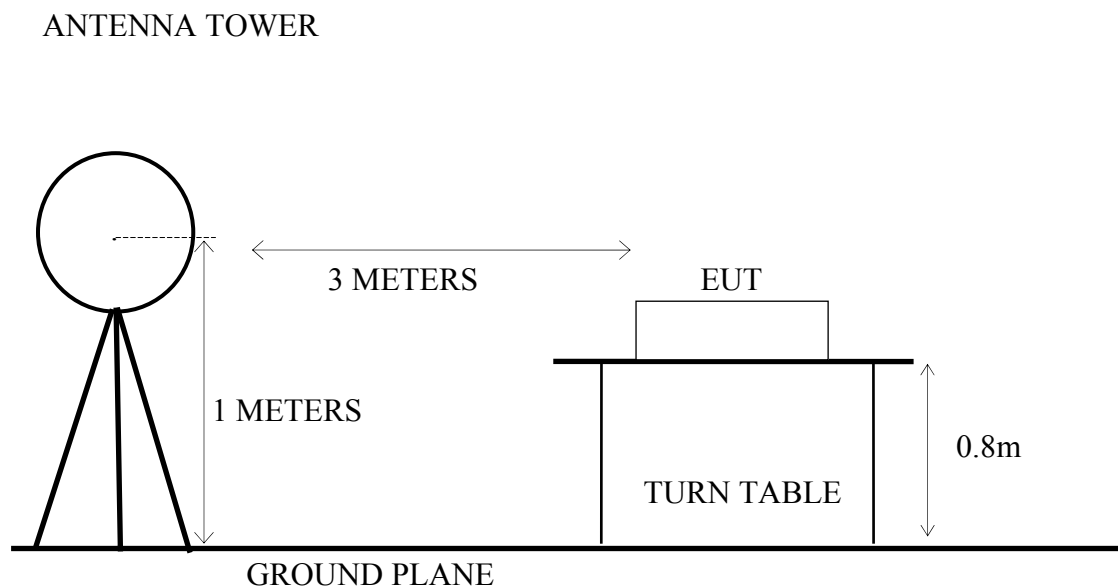 ANTENNA TOWER
3 METERS
EUT
1 METERS
0.8m
TURN TABLE
GROUND PLANE